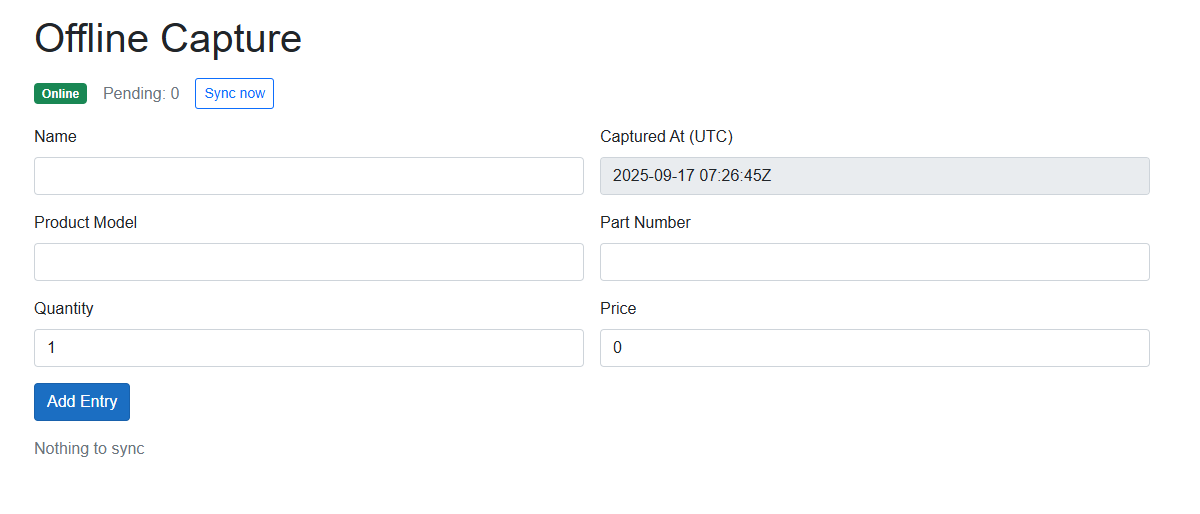 Offline Capture
Online Pending: 0 Sync now
Name Captured At (UTC)
2025-09-17 07:26:45Z
Product Model Part Number
Quantity Price
1 0
Add Entry
Nothing to sync